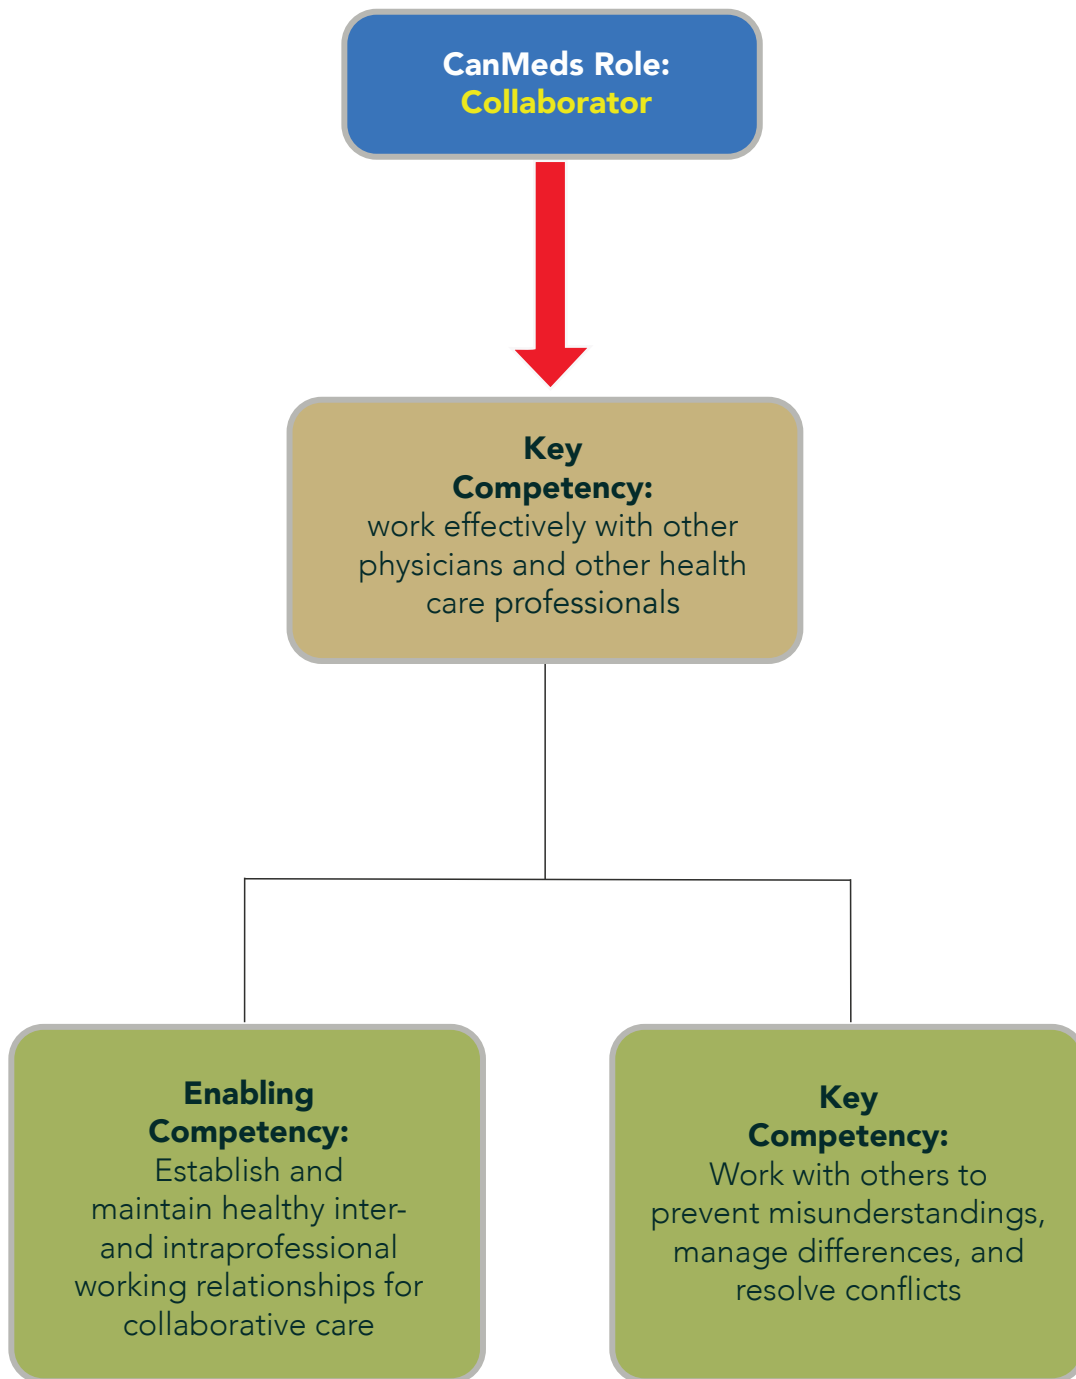 CanMeds Role:
Collaborator
Key
Competency:
work effectively with other
physicians and other health
care professionals
Enabling
Competency:
Establish and
maintain healthy inter-
and intraprofessional
working relationships for
collaborative care
Key
Competency:
Work with others to
prevent misunderstandings,
manage differences, and
resolve conflicts